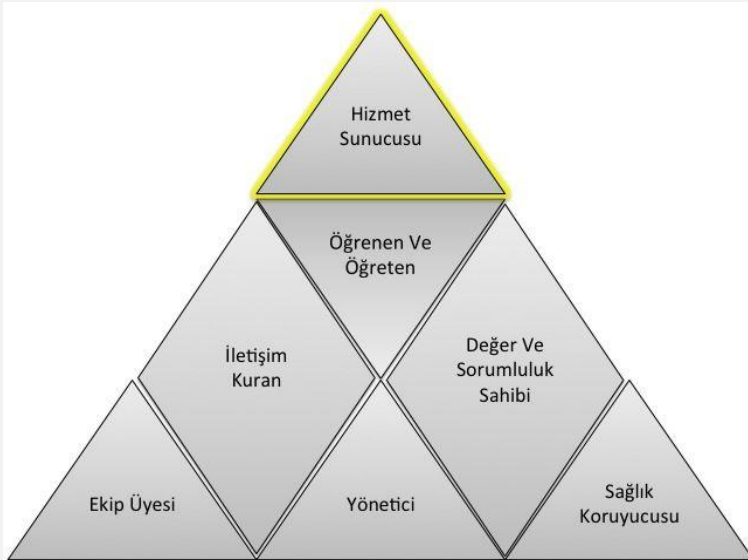 Hizmet
Sunucusu
Öğrenen Ve
Öğreten
İletişim
Kuran
Değer Ve
Sorumluluk
Sahibi
Ekip Üyesi
Yönetici
Sağlık
Koruyucusu